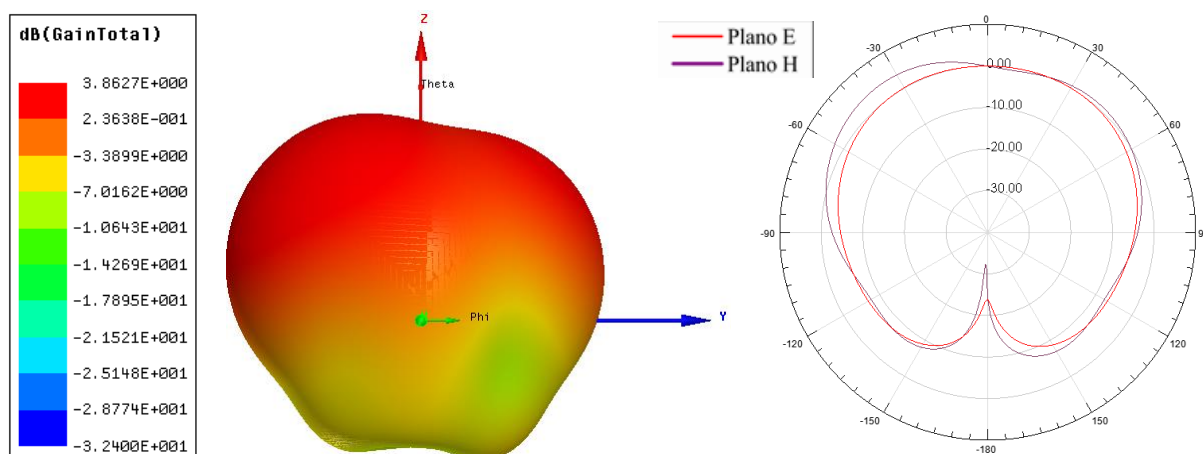 dB(GainTotal)
3.8627E+000
2.3638E-001
-3.3899E+000
-7.0162E+000
-1.0643E+001
-1.4269E+001
-1.7895E+001
-2.1521E+001
-2.5148E+001
-2.8774E+001
-3.2400E+001
Z
Theta
Phi
Y
Plano E
Plano H
0
-30
30
0.00
-10.00
-60
60
-20.00
-30.00
-90
9
-120
120
-150
150
-180